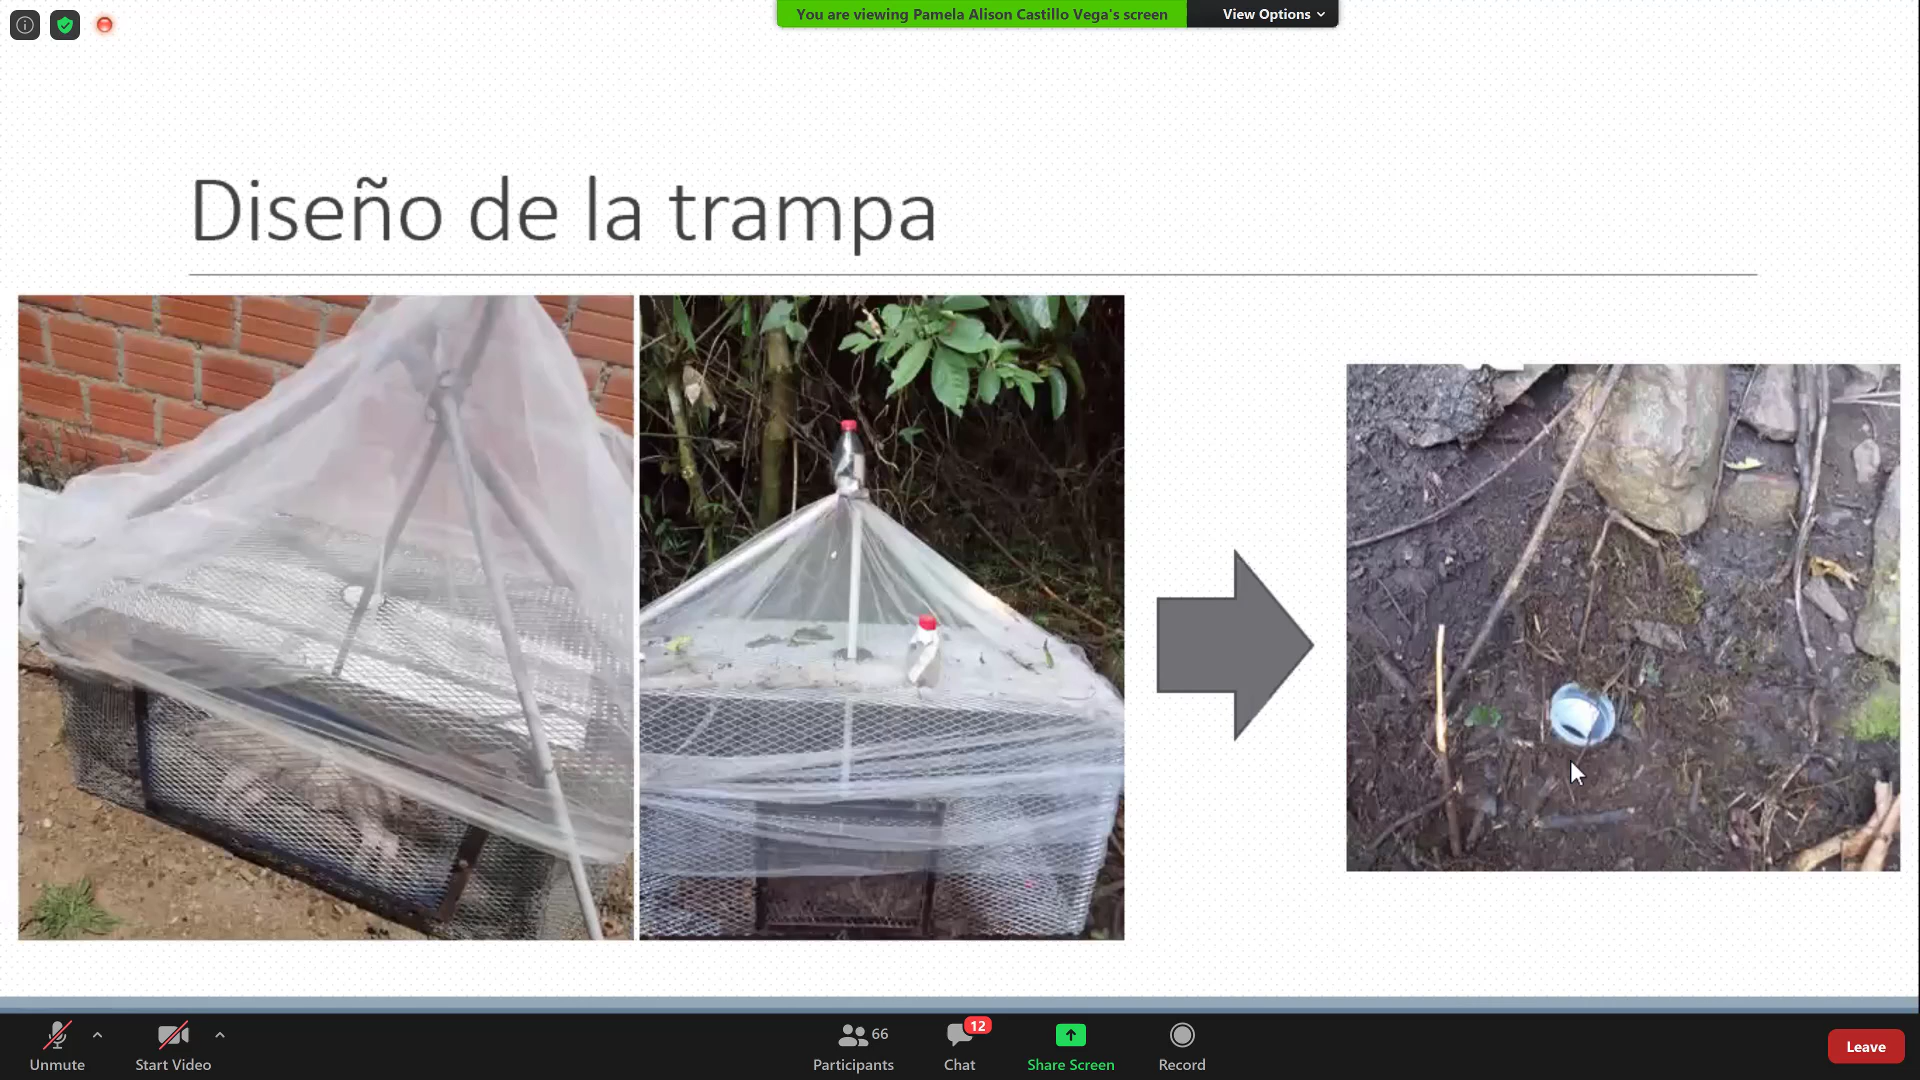 You are viewing Pamela Alison Castillo Vega's screen
View Options
Diseño de la trampa
Unmute
Start Video
66
Participants
12
Chat
Share Screen
Record
Leave